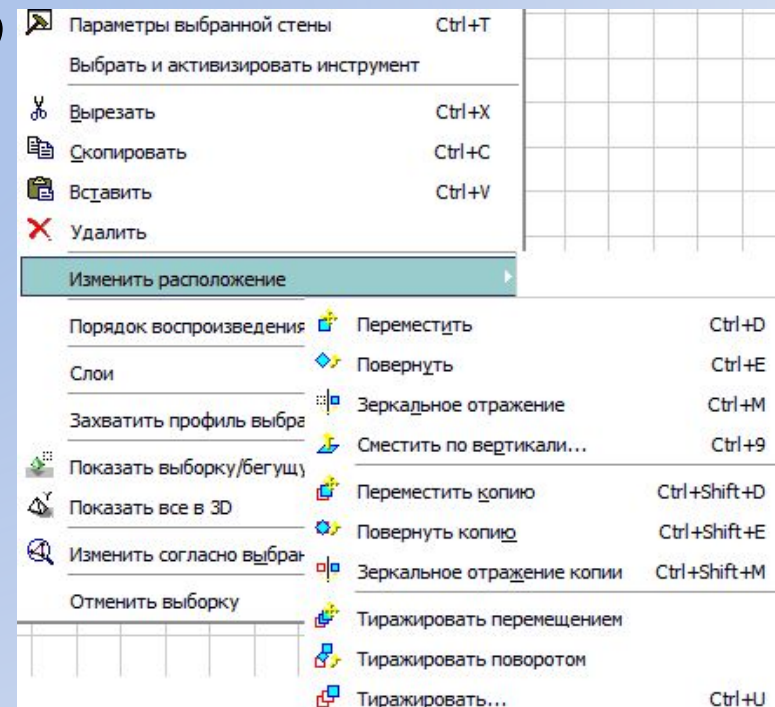 )
Параметры выбранной стены Ctrl+T
Выбрать и активизировать инструмент
Вырезать Ctrl+X
Скопировать Ctrl+C
Вставить Ctrl+V
Удалить
Изменить расположение
Порядок воспроизведения
Слои
Захватить профиль выбра
Показать выборку/бегущу
Показать все в 3D
Изменить согласно выбран
Отменить выборку
Переместить Ctrl+D
Повернуть Ctrl+E
Зеркальное отражение Ctrl+M
Сместить по вертикали... Ctrl+9
Переместить копию Ctrl+Shift+D
Повернуть копию Ctrl+Shift+E
Зеркальное отражение копии Ctrl+Shift+M
Тиражировать перемещением
Тиражировать поворотом
Тиражировать... Ctrl+U